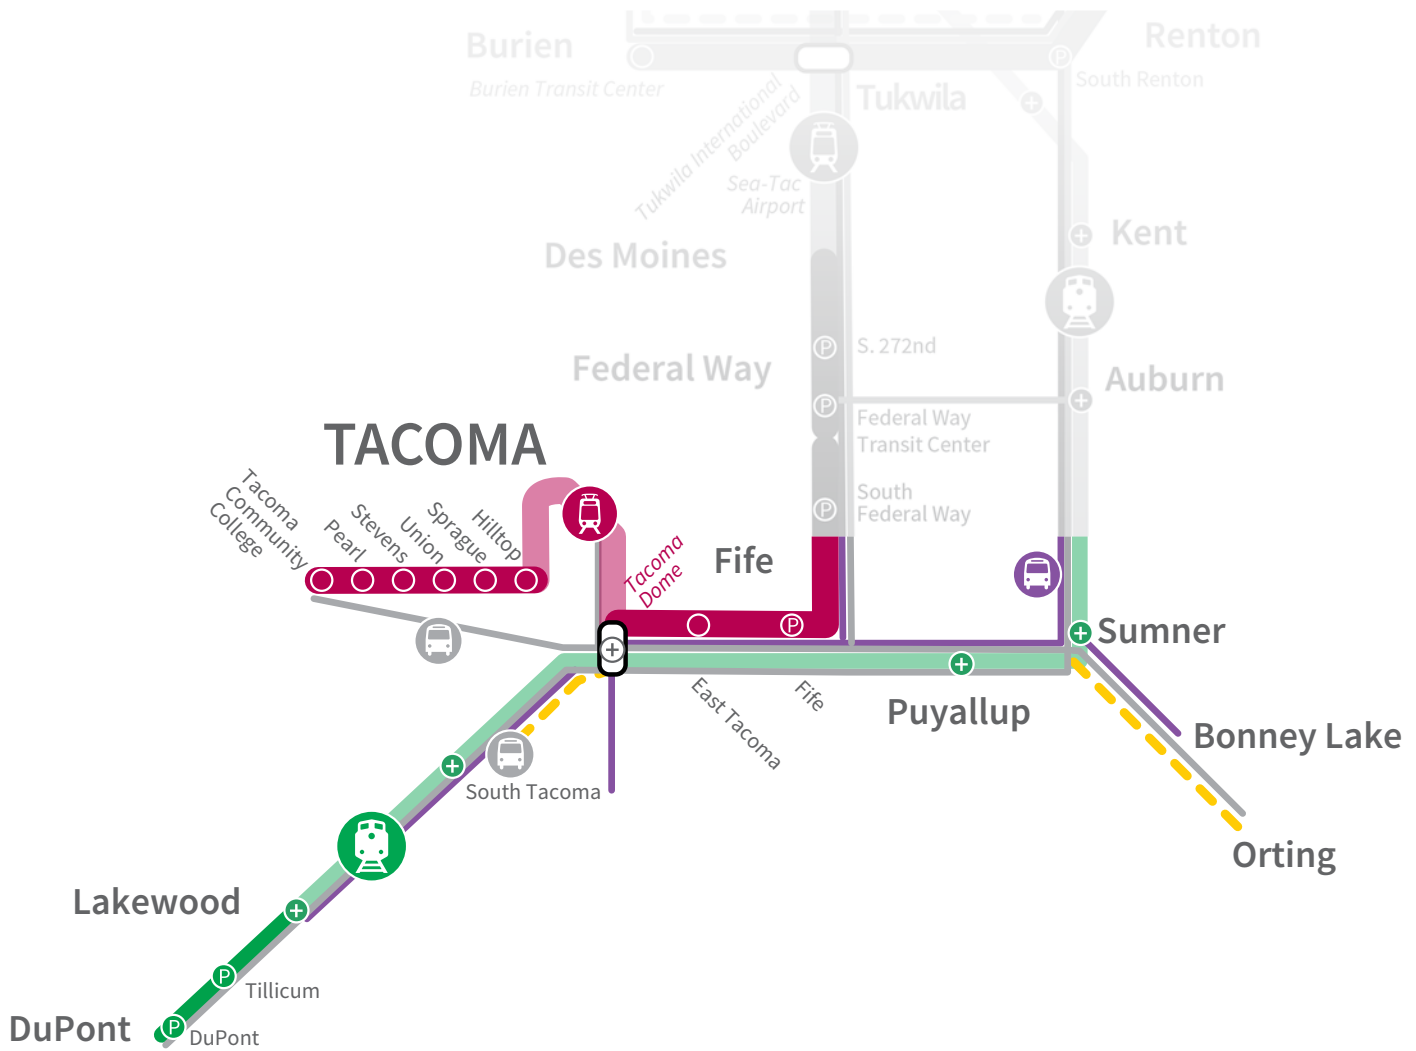 Burien
Renton
Burien Transit Center
South Renton
Tukwila
Tukwila International
Boulevard
Sea-Tac
Airport
Kent
Des Moines
S. 272nd
Federal Way
Auburn
Federal Way
Transit Center
TACOMA
South
Federal Way
Tacoma
Community
College
Pearl
Stevens
Union
Sprague
Hilltop
Tacoma
Dome
Fife
Sumner
East Tacoma
Fife
Puyallup
Bonney Lake
South Tacoma
Orting
Lakewood
Tillicum
DuPont
DuPont
P
P
P
P
P
P
P